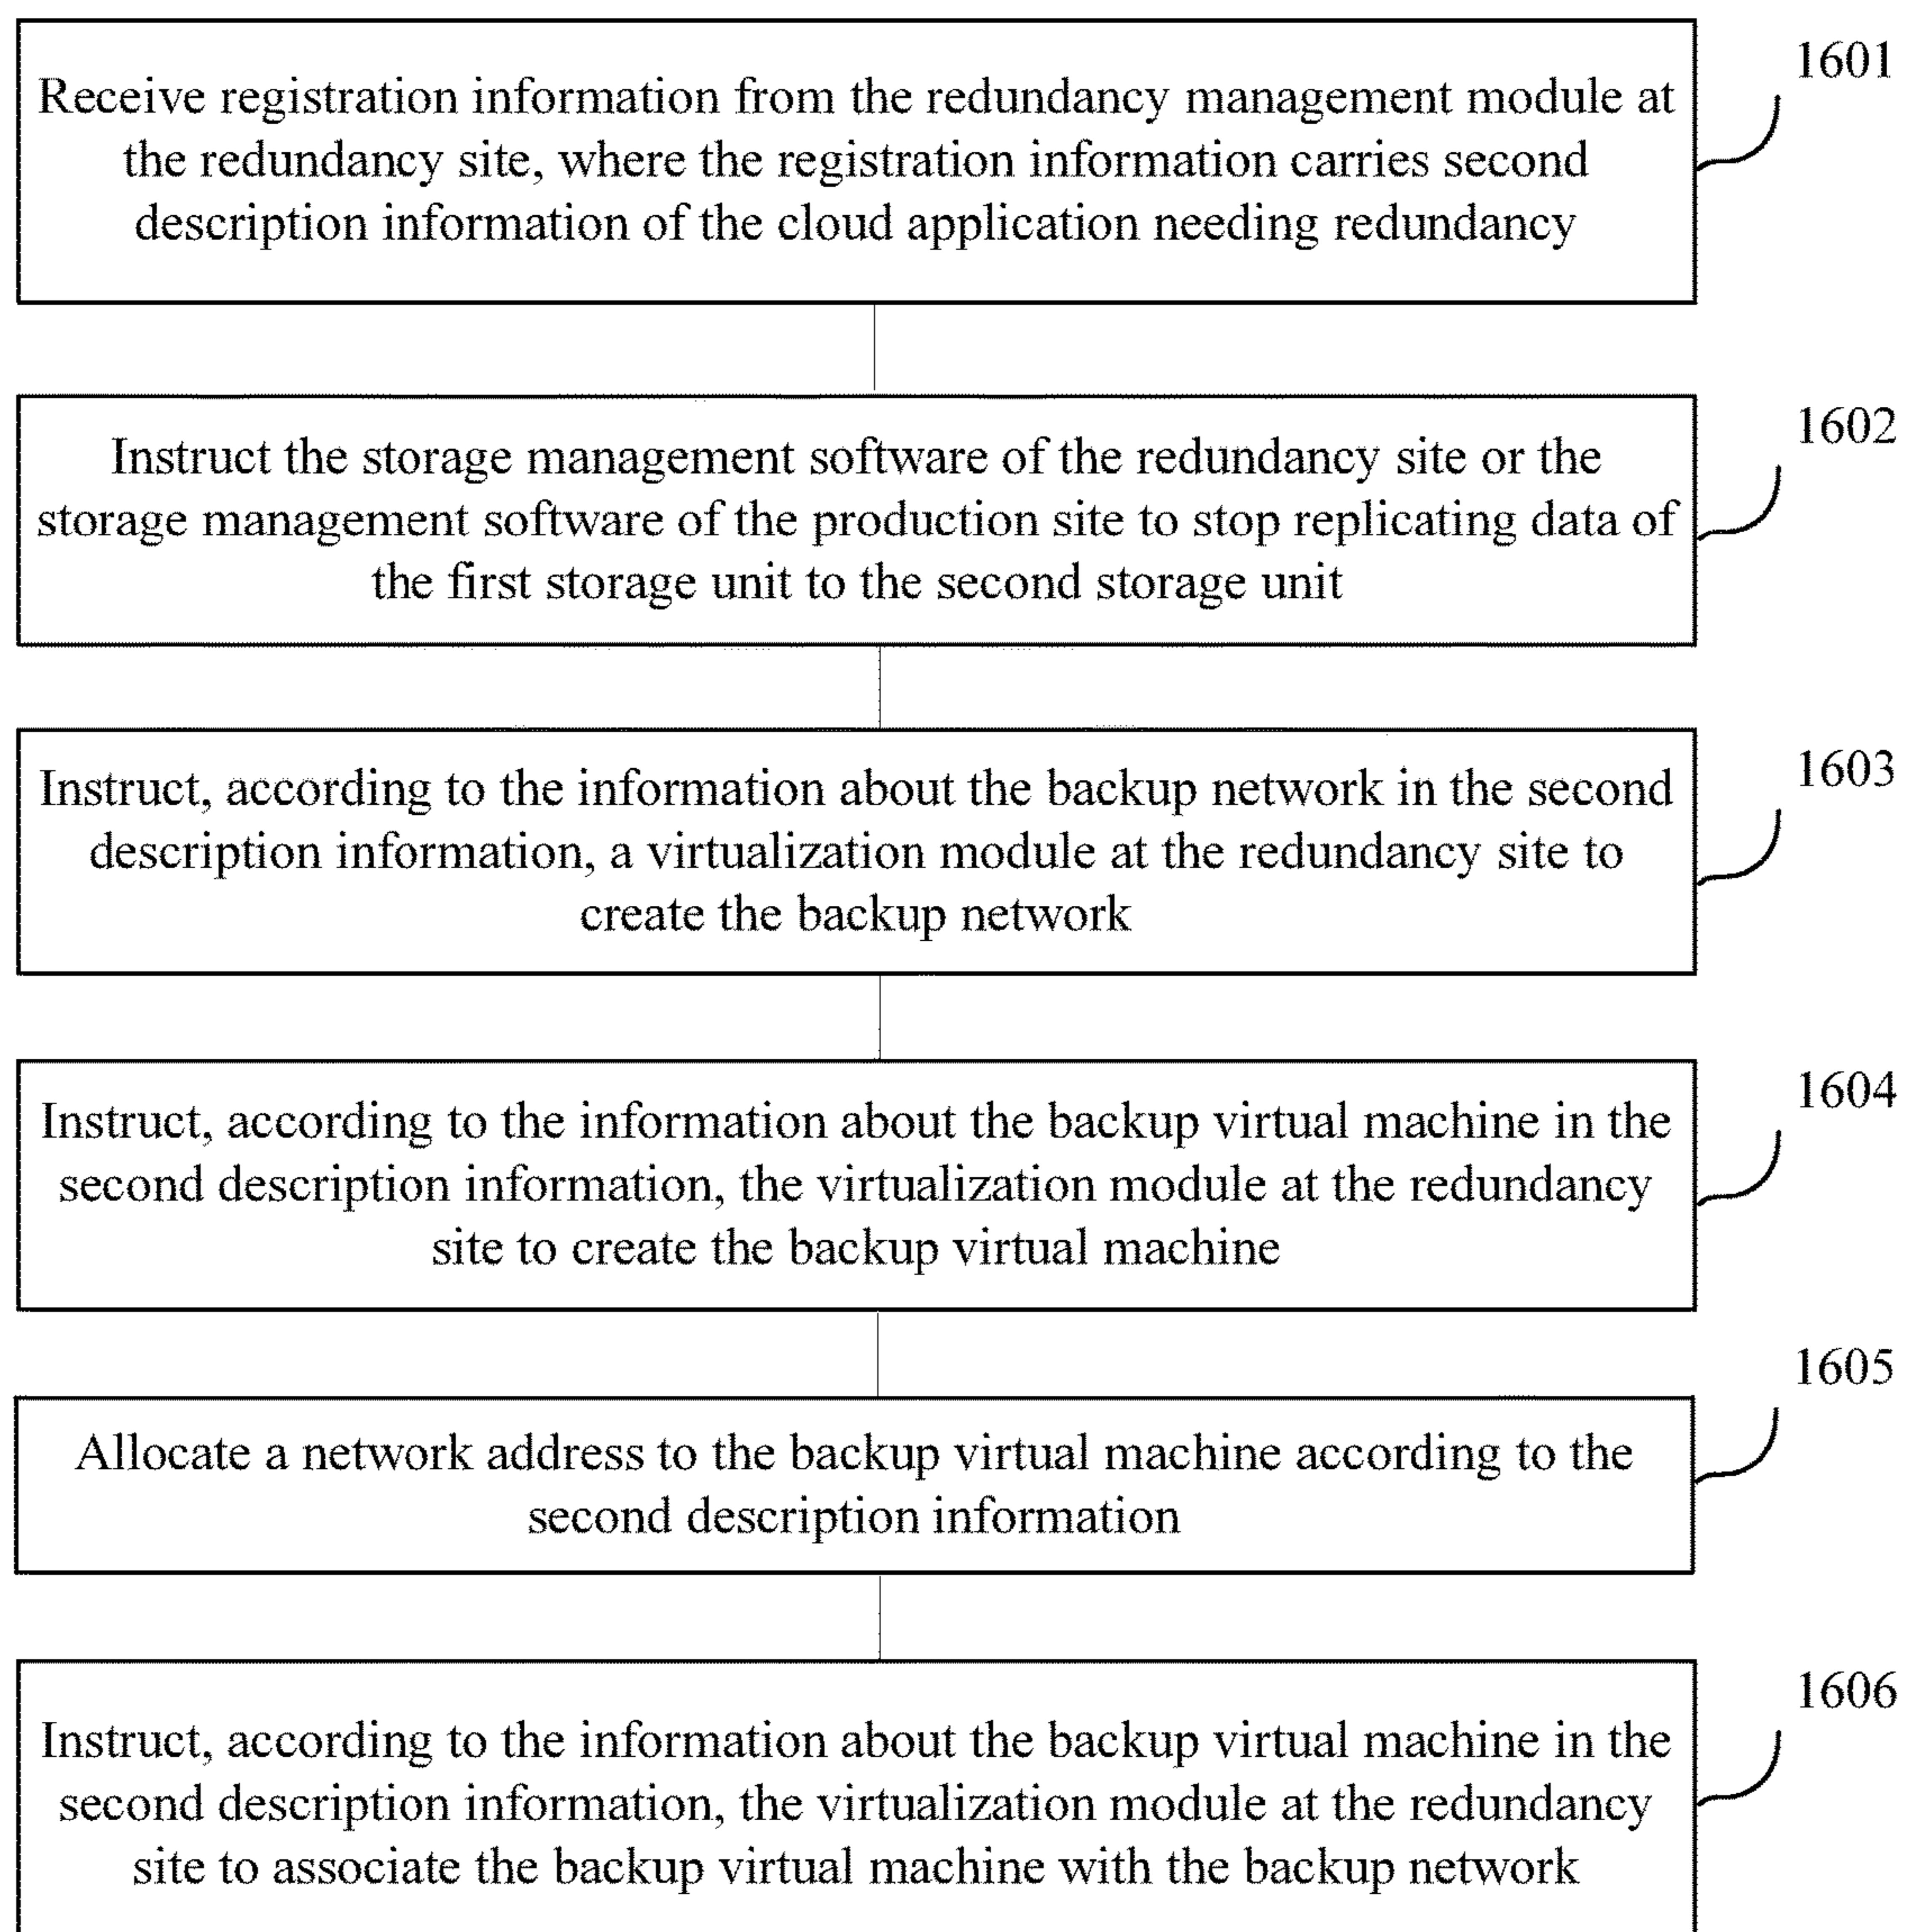 1601
Receive registration information from the redundancy management module at
the redundancy site, where the registration information carries second
description information of the cloud application needing redundancy
1602
Instruct the storage management software of the redundancy site or the
storage management software of the production site to stop replicating data of
the first storage unit to the second storage unit
1603
Instruct, according to the information about the backup network in the second
description information, a virtualization module at the redundancy site to
create the backup network
1604
Instruct, according to the information about the backup virtual machine in the
second description information, the virtualization module at the redundancy
site to create the backup virtual machine
1605
Allocate a network address to the backup virtual machine according to the
second description information
1606
Instruct, according to the information about the backup virtual machine in the
second description information, the virtualization module at the redundancy
site to associate the backup virtual machine with the backup network